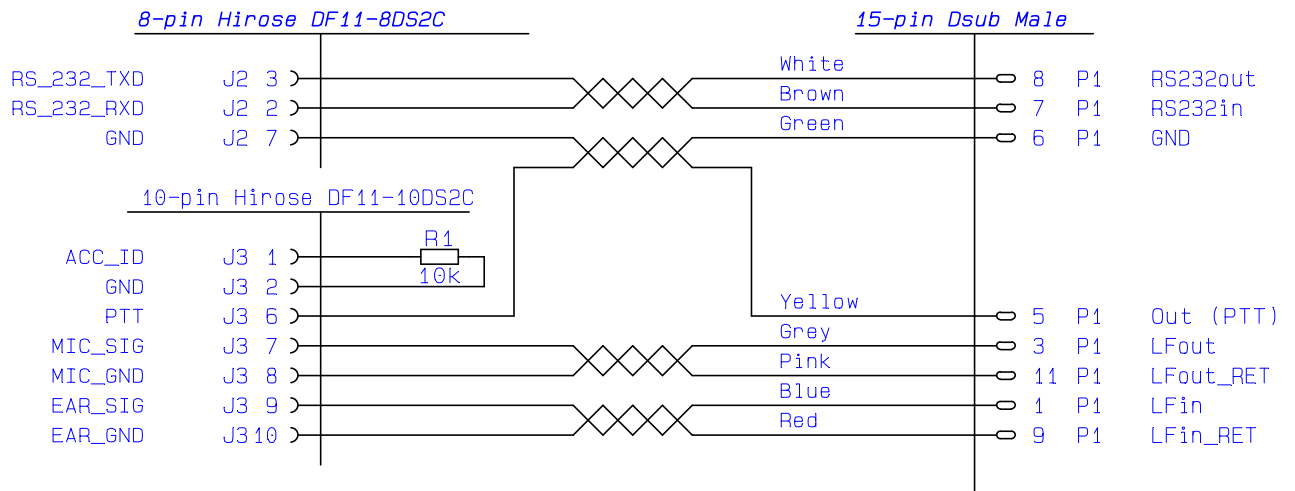 8-pin Hirose DF11-8DS2C 15-pin Dsub Male
White
RS_232_TXD J2 3 8 P1 RS232out
Brown
RS_232_RXD J2 2 7 P1 RS232in
Green
GND J2 7 6 P1 GND
10-pin Hirose DF11-10DS2C
R1
ACC_ID J3 1
10k
GND J3 2
Yellow
PTT J3 6 5 P1 Out (PTT)
Grey
MIC_SIG J3 7 3 P1 LFout
Pink
MIC_GND J3 8 11 P1 LFout_RET
Blue
EAR_SIG J3 9 1 P1 LFin
Red
EAR_GND J3 10 9 P1 LFin_RET